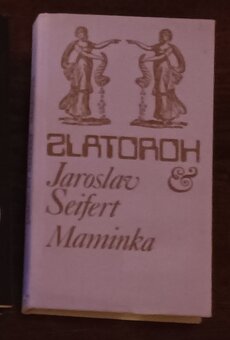 ZLATOROH
Jaroslav &
Seifert
Maminka